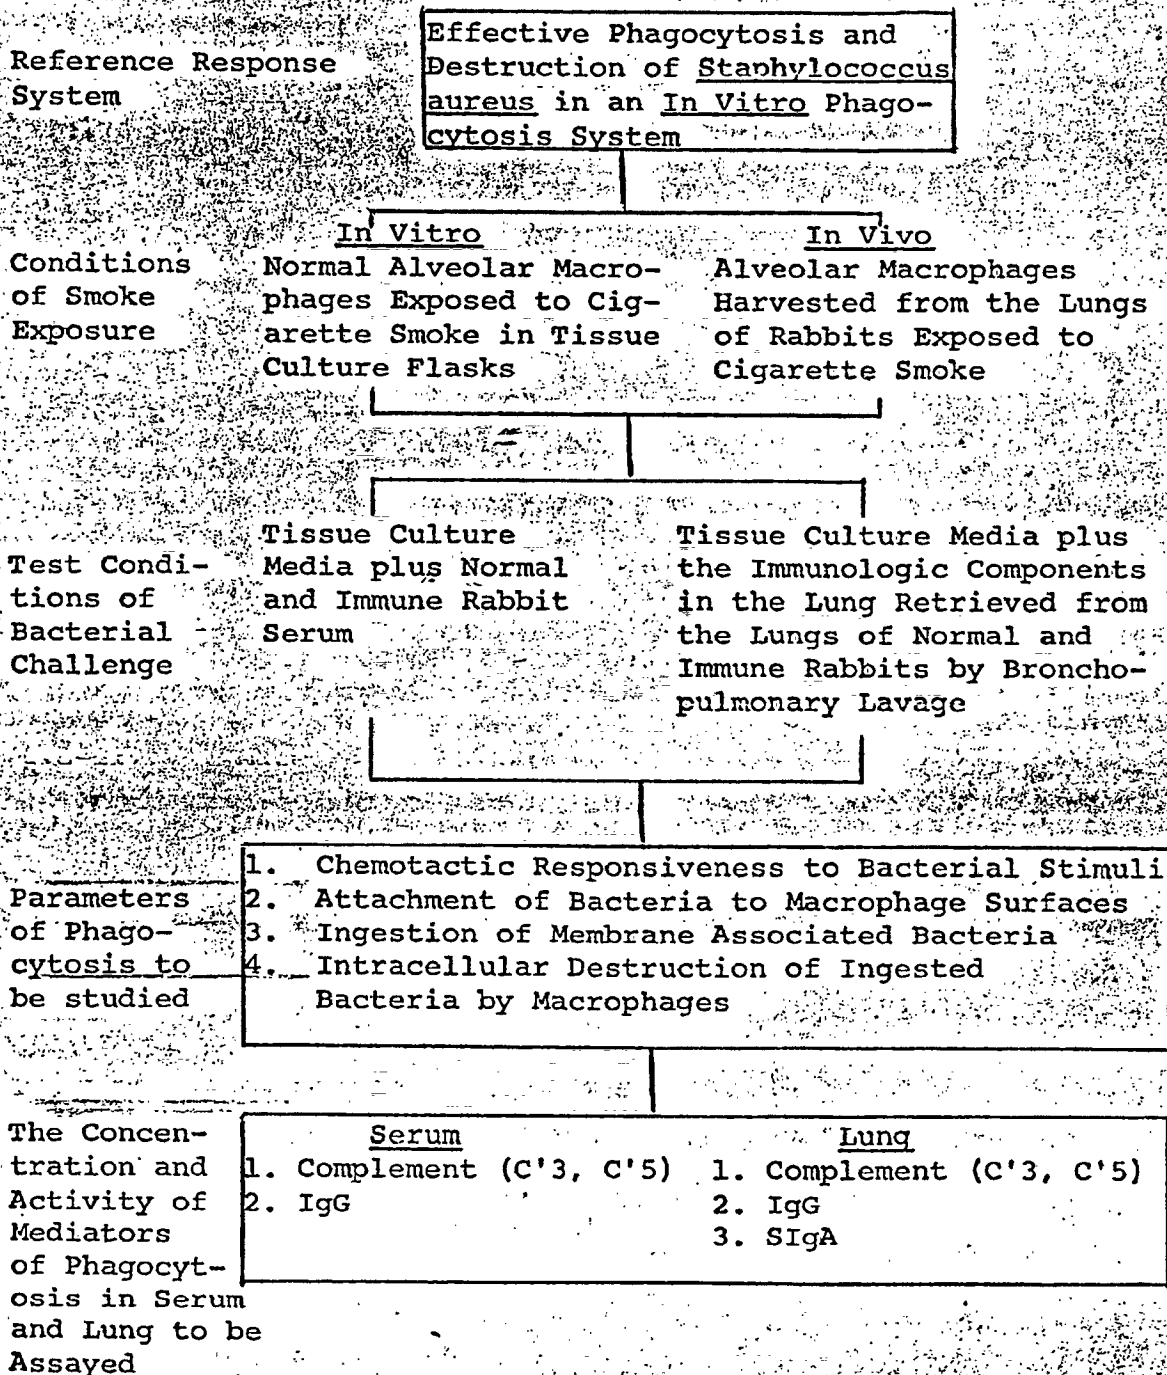 Reference Response
System
Effective Phagocytosis and
Destruction of Staphylococcus
aureus in an In Vitro Phago-
cytosis System
Conditions
of Smoke
Exposure
In Vitro
Normal Alveolar Macro-
phages Exposed to Cig-
arette Smoke in Tissue
Culture Flasks
In Vivo
Alveolar Macrophages
Harvested from the Lungs
of Rabbits Exposed to
Cigarette Smoke
Test Condi-
tions of
Bacterial
Challenge
Tissue Culture
Media plus Normal
and Immune Rabbit
Serum
Tissue Culture Media plus
the Immunologic Components
in the Lung Retrieved from
the Lungs of Normal and
Immune Rabbits by Broncho-
pulmonary Lavage
Parameters
of Phago-
cytosis to
be studied
1. Chemotactic Responsiveness to Bacterial Stimuli
2. Attachment of Bacteria to Macrophage Surfaces
3. Ingestion of Membrane Associated Bacteria
4. Intracellular Destruction of Ingested
Bacteria by Macrophages
The Concen-
tration and
Activity of
Mediators
of Phagocyt-
osis in Serum
and Lung to be
Assayed
Serum
1. Complement (C'3, C'5)
2. IgG
Lung
1. Complement (C'3, C'5)
2. IgG
3. SIgA